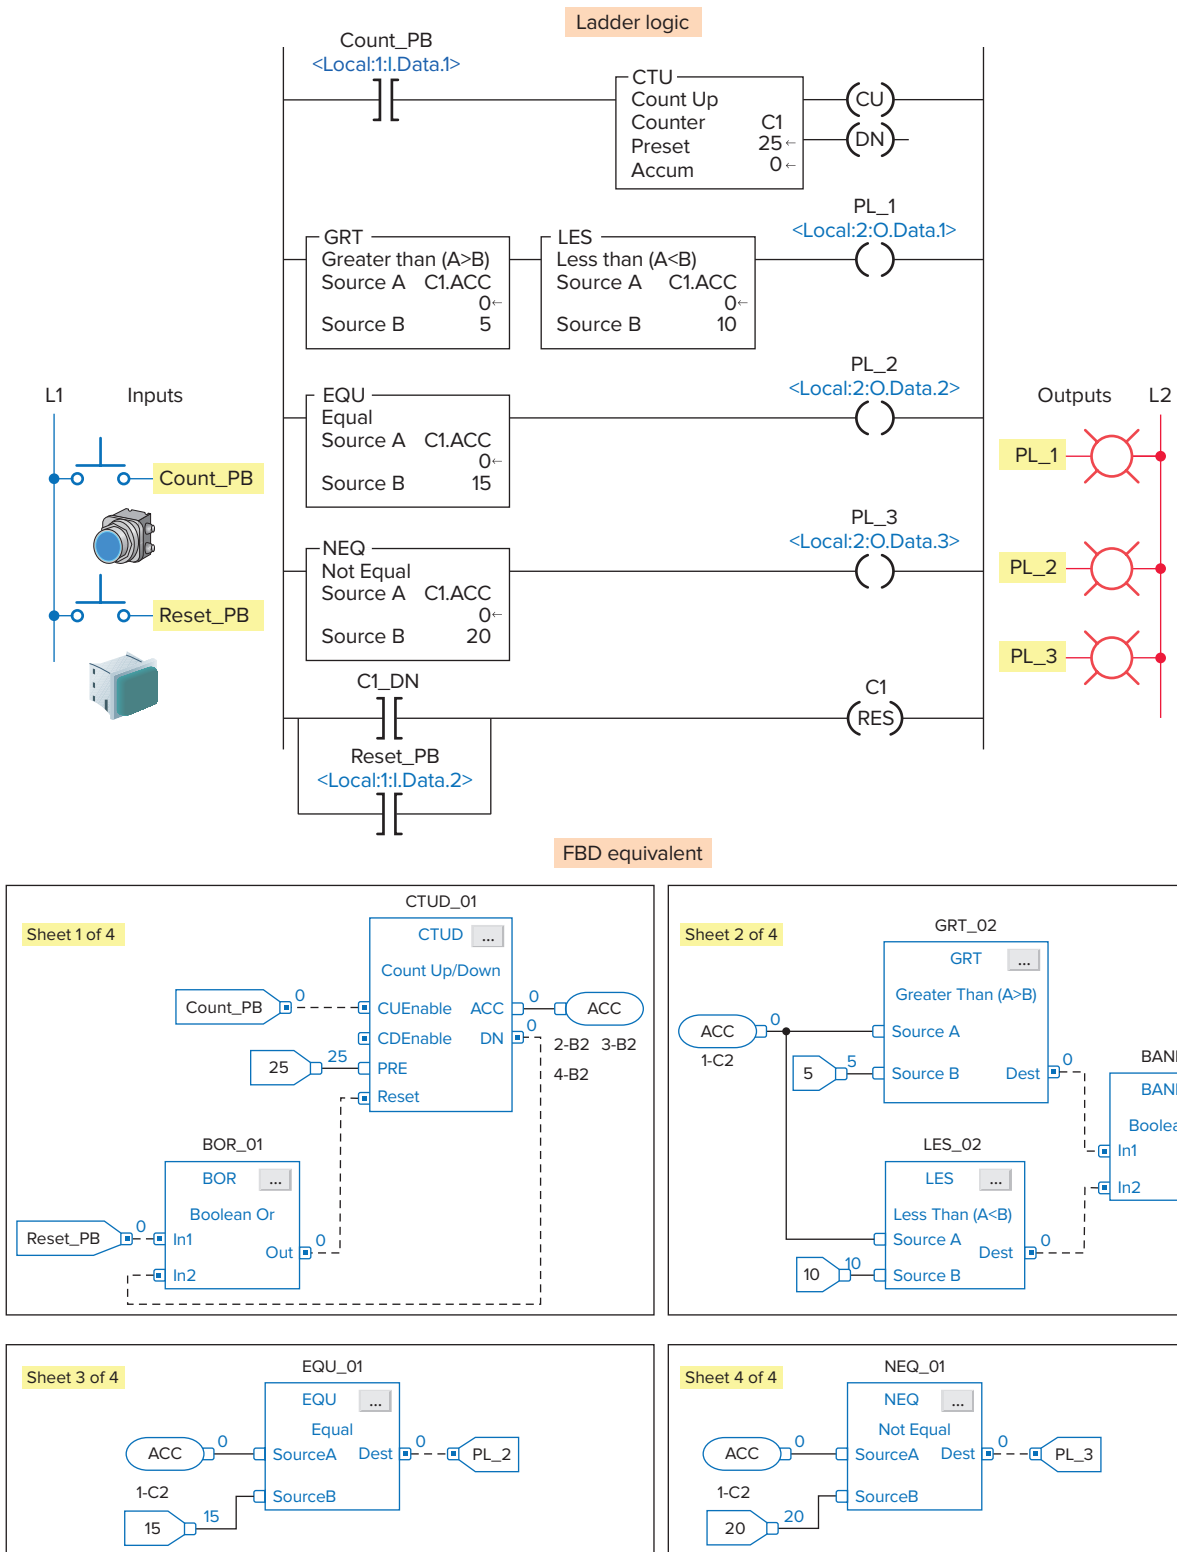 Ladder logic
Count_PB
<Local:1:I.Data.1>
CTU
Count Up
Counter C1
Preset 25←
Accum 0←
CU
DN
PL_1
<Local:2:O.Data.1>
GRT
Greater than (A>B)
Source A C1.ACC
0←
Source B 5
LES
Less than (A<B)
Source A C1.ACC
0←
Source B 10
PL_2
<Local:2:O.Data.2>
EQU
Equal
Source A C1.ACC
0←
Source B 15
PL_3
<Local:2:O.Data.3>
NEQ
Not Equal
Source A C1.ACC
0←
Source B 20
C1_DN
C1
RES
Reset_PB
<Local:1:I.Data.2>
L1 Inputs
Count_PB
Reset_PB
Outputs L2
PL_1
PL_2
PL_3
FBD equivalent
Sheet 1 of 4
CTUD_01
CTUD ...
Count Up/Down
Count_PB 0
CUEnable ACC 0 ACC
CDEnable DN 0
2-B2 3-B2
4-B2
25 25 PRE
Reset
BOR_01
BOR ...
Boolean Or
Reset_PB 0 In1
Out 0
In2
Sheet 2 of 4
GRT_02
GRT ...
Greater Than (A>B)
ACC 0
1-C2
Source A
5 5 Source B Dest 0
LES_02
LES ...
Less Than (A<B)
Source A
Dest 0
10 10 Source B
In1
In2
Sheet 3 of 4
EQU_01
EQU ...
Equal
ACC 0 SourceA Dest 0 PL_2
1-C2
15 15 SourceB
Sheet 4 of 4
NEQ_01
NEQ ...
Not Equal
ACC 0 SourceA Dest 0 PL_3
1-C2
20 20 SourceB